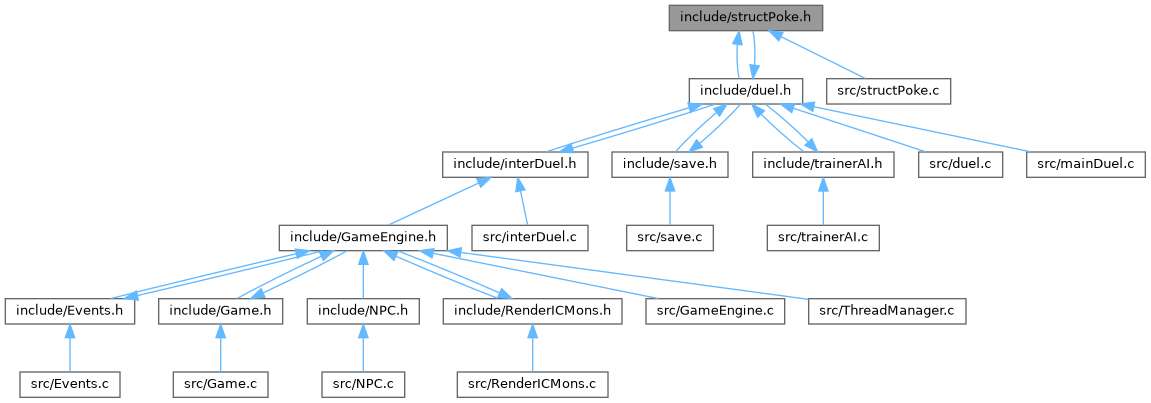 include/structPoke.h
include/duel.h
src/structPoke.c
include/interDuel.h
include/save.h
include/trainerAI.h
src/duel.c
src/mainDuel.c
include/GameEngine.h
src/interDuel.c
src/save.c
src/trainerAI.c
include/Events.h
include/Game.h
include/NPC.h
include/RenderICMons.h
src/GameEngine.c
src/ThreadManager.c
src/Events.c
src/Game.c
src/NPC.c
src/RenderICMons.c